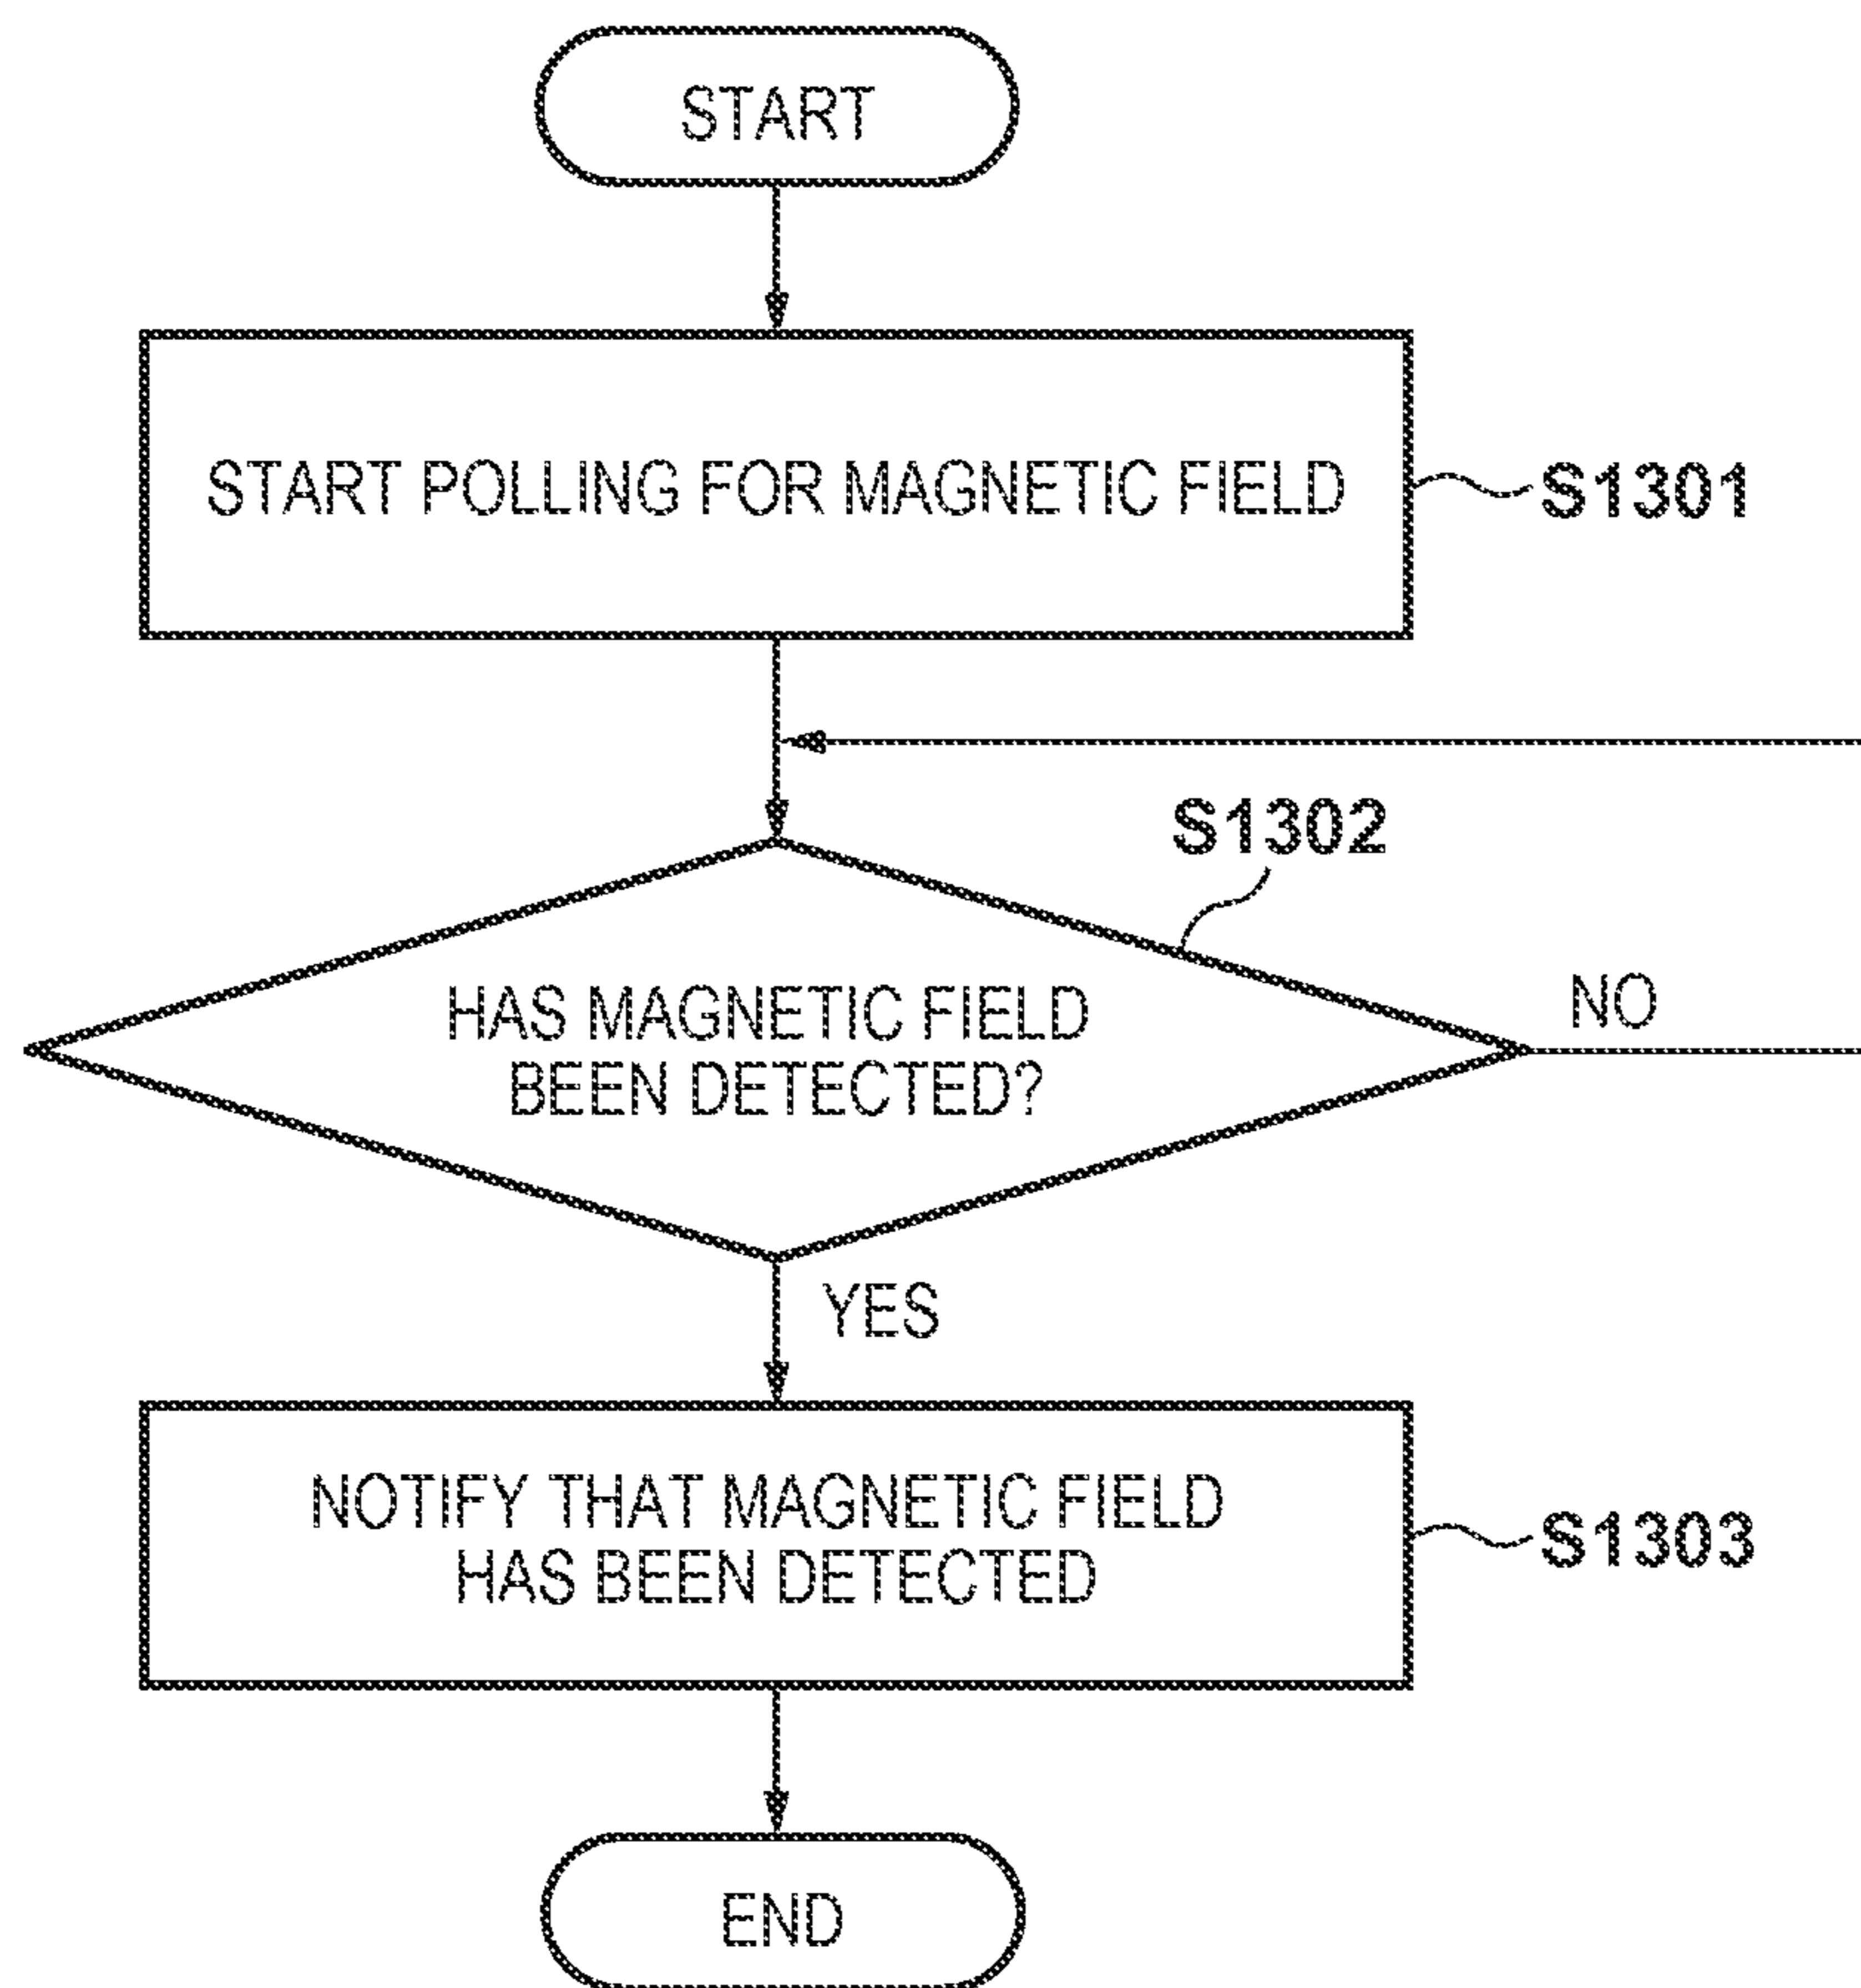 START
START POLLING FOR MAGNETIC FIELD
S1301
S1302
HAS MAGNETIC FIELD
BEEN DETECTED?
NO
YES
NOTIFY THAT MAGNETIC FIELD
HAS BEEN DETECTED
S1303
END